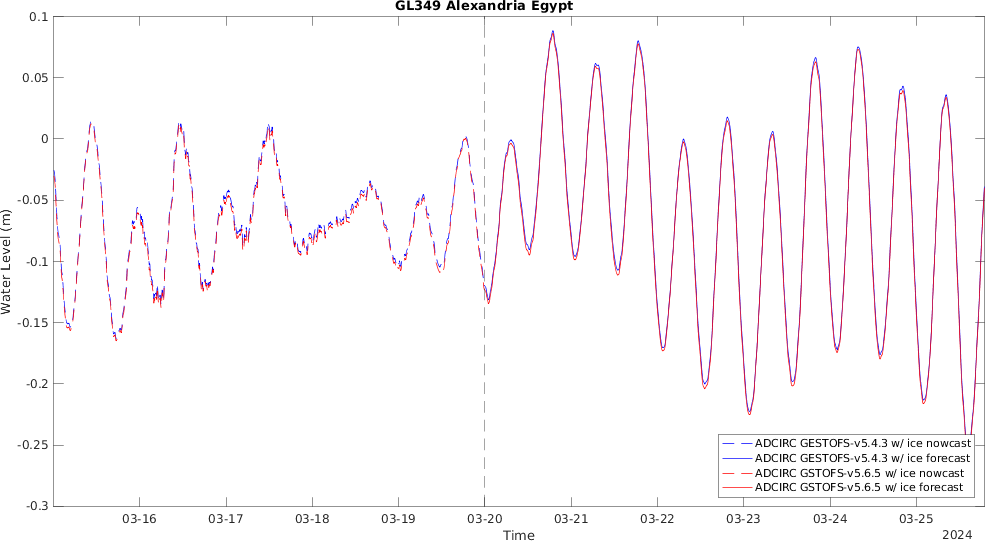 GL349 Alexandria Egypt
0.1
0.05
0
-0.05
-0.1
-0.15
-0.2
-0.25
-0.3
Water Level (m)
ADCIRC GESTOFS-v5.4.3 w/ ice nowcast
ADCIRC GESTOFS-v5.4.3 w/ ice forecast
ADCIRC GSTOFS-v5.6.5 w/ ice nowcast
ADCIRC GSTOFS-v5.6.5 w/ ice forecast
03-16 03-17 03-18 03-19 03-20 03-21 03-22 03-23 03-24 03-25
Time
2024